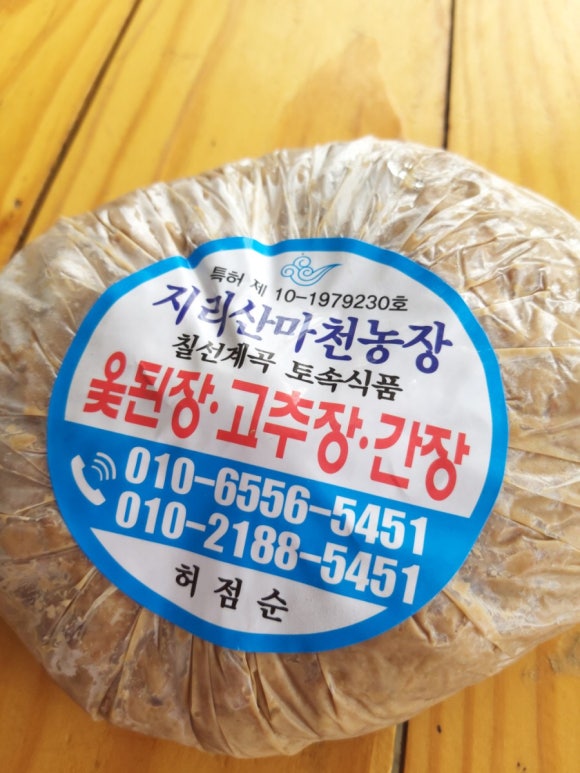 특허 제 10-1979230호
지리산마천농장
칠선계곡 토속식품
옻된장·고추장·간장
010-6556-5451
010-2188-5451
허점순